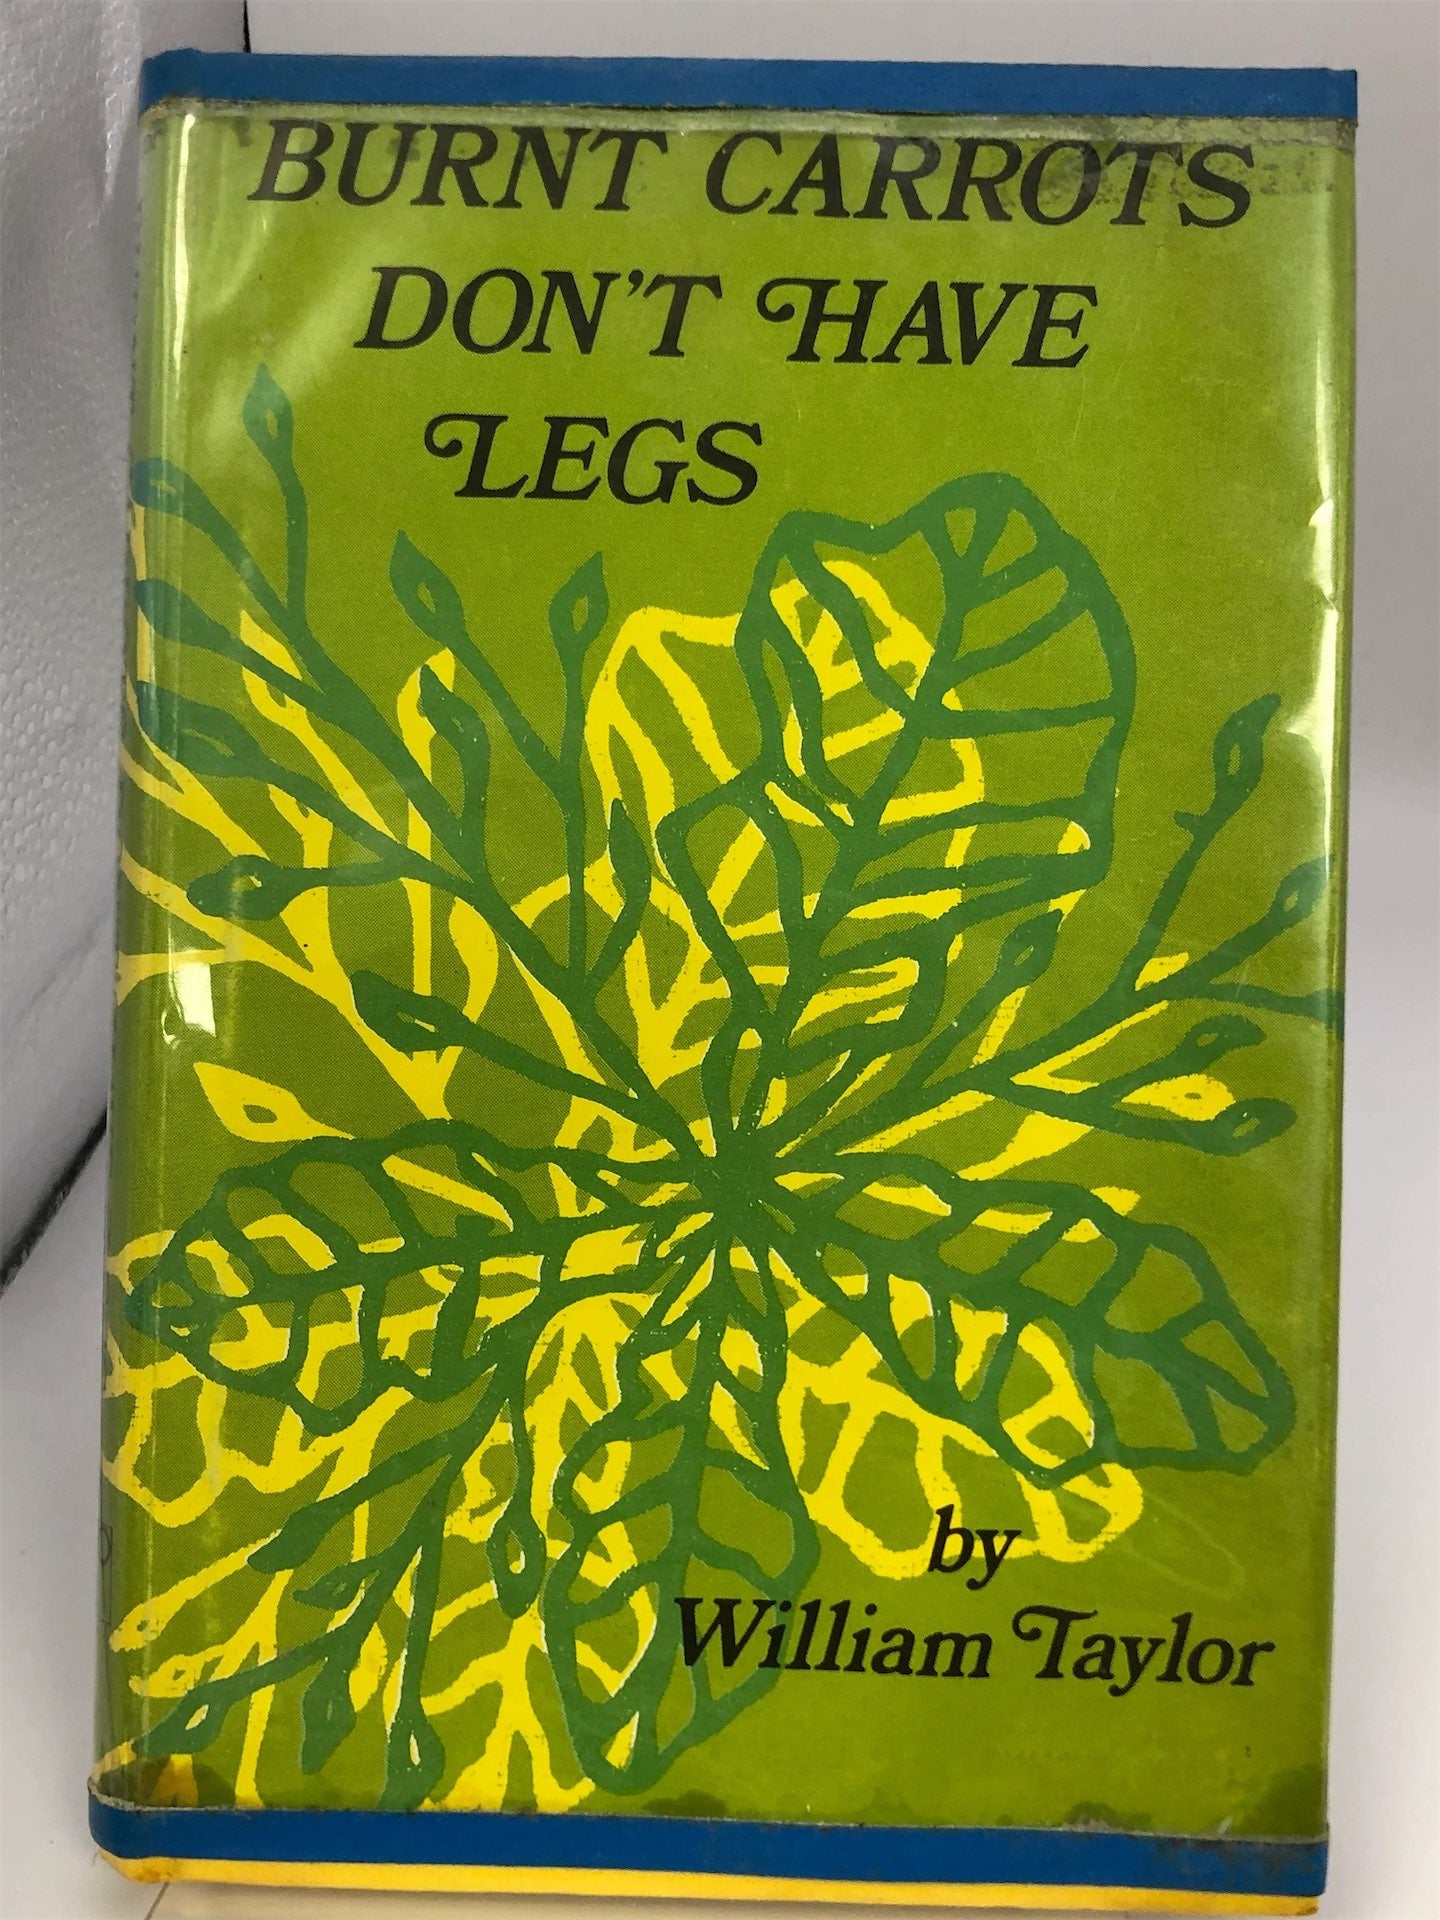 BURNT CARROTS
DON'T HAVE
LEGS
by
William Taylor